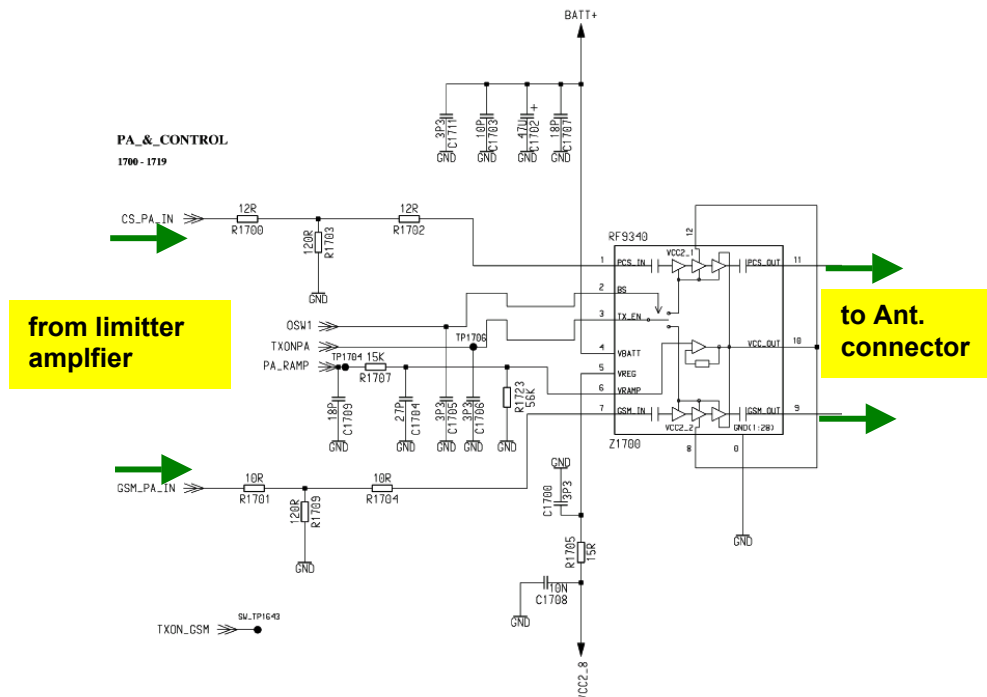 BATT+
3P3
C1711
GND
10P
C1703
GND
+
47U
C1702
GND
18P
C1707
GND
PA_&_CONTROL
1700 - 1719
CS_PA_IN
12R
R1700
120R
R1703
GND
12R
R1702
from limitter
amplfier
OSW1
TXONPA
TP1706
PA_RAMP
TP1704
15K
R1707
18P
C1709
GND
27P
C1704
GND
3P3
C1705
GND
3P3
C1706
GND
R1723
56K
GND
GSM_PA_IN
10R
R1701
120R
R1709
GND
10R
R1704
RF9340
12
1
PCS_IN
VCC2_1
PCS_OUT
11
2
BS
3
TX_EN
4
VBATT
VCC_OUT
10
5
VREG
6
VRAMP
7
GSM_IN
VCC2_2
GSM_OUT
9
GND(1:28)
Z1700
8
0
GND
to Ant.
connector
GND
C1700
3P3
R1705
15R
10N
C1708
GND
VCC2_8
TXON_GSM
SW_TP1643